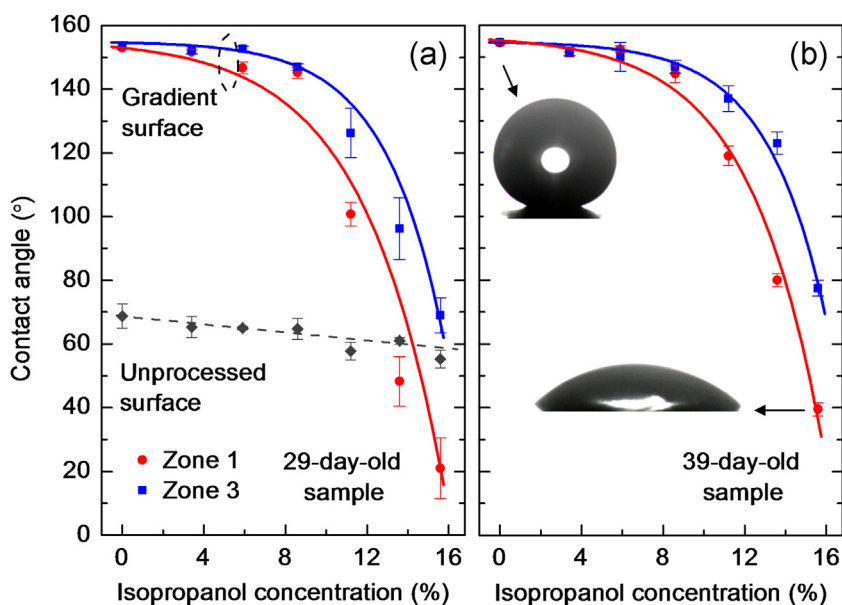 160
140
120
100
80
60
40
20
0
Contact angle (°)
(a)
Gradient
surface
Unprocessed
surface
Zone 1
Zone 3
29-day-old
sample
0 4 8 12 16
Isopropanol concentration (%)
(b)
39-day-old
sample
0 4 8 12 16
Isopropanol concentration (%)